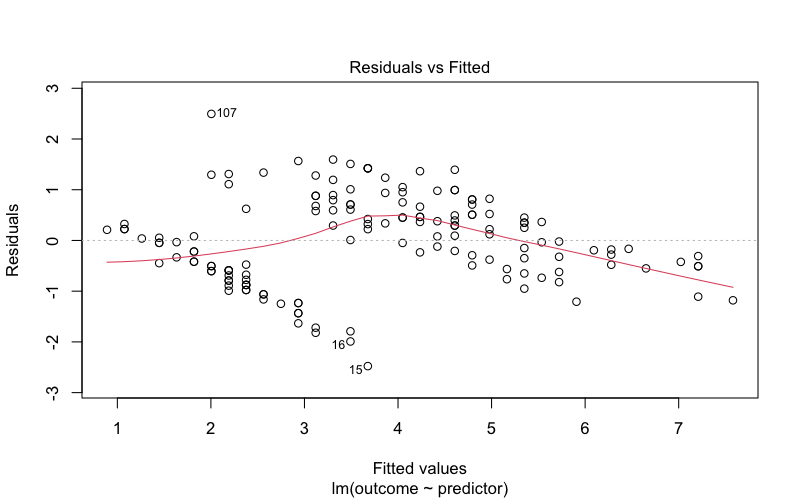 Residuals vs Fitted
3
2
1
0
-1
-2
-3
Residuals
107
16
15
1 2 3 4 5 6 7
Fitted values
lm(outcome ~ predictor)